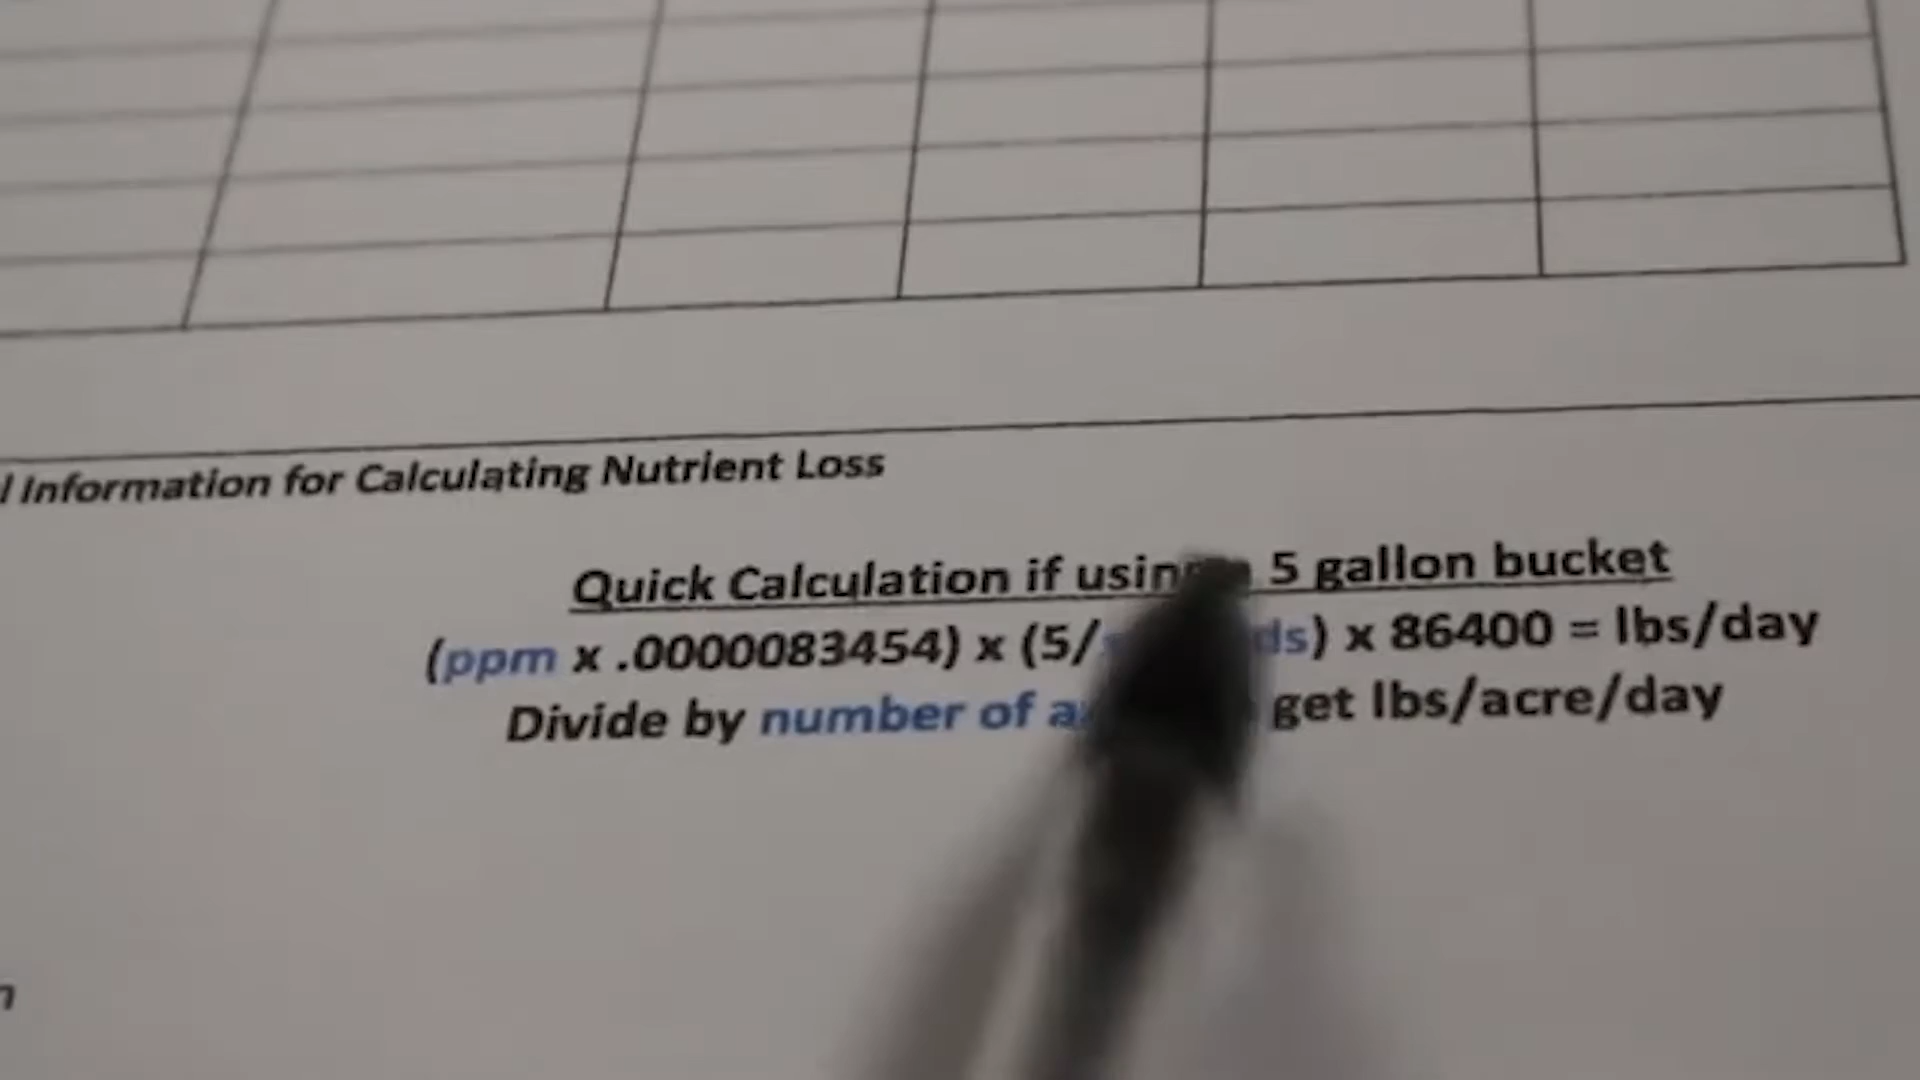 l Information for Calculating Nutrient Loss
Quick Calculation if using 5 gallon bucket
(ppm x .0000083454) x (5/ ds) x 86400 = lbs/day
Divide by number of a get lbs/acre/day
n